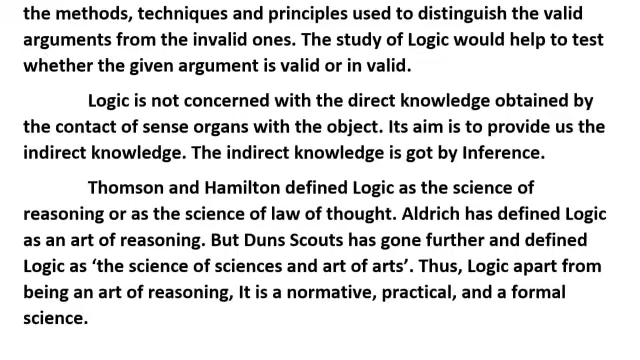 the methods, techniques and principles used to distinguish the valid
arguments from the invalid ones. The study of Logic would help to test
whether the given argument is valid or in valid.
Logic is not concerned with the direct knowledge obtained by
the contact of sense organs with the object. Its aim is to provide us the
indirect knowledge. The indirect knowledge is got by Inference.
Thomson and Hamilton defined Logic as the science of
reasoning or as the science of law of thought. Aldrich has defined Logic
as an art of reasoning. But Duns Scouts has gone further and defined
Logic as ‘the science of sciences and art of arts’. Thus, Logic apart from
being an art of reasoning, It is a normative, practical, and a formal
science.